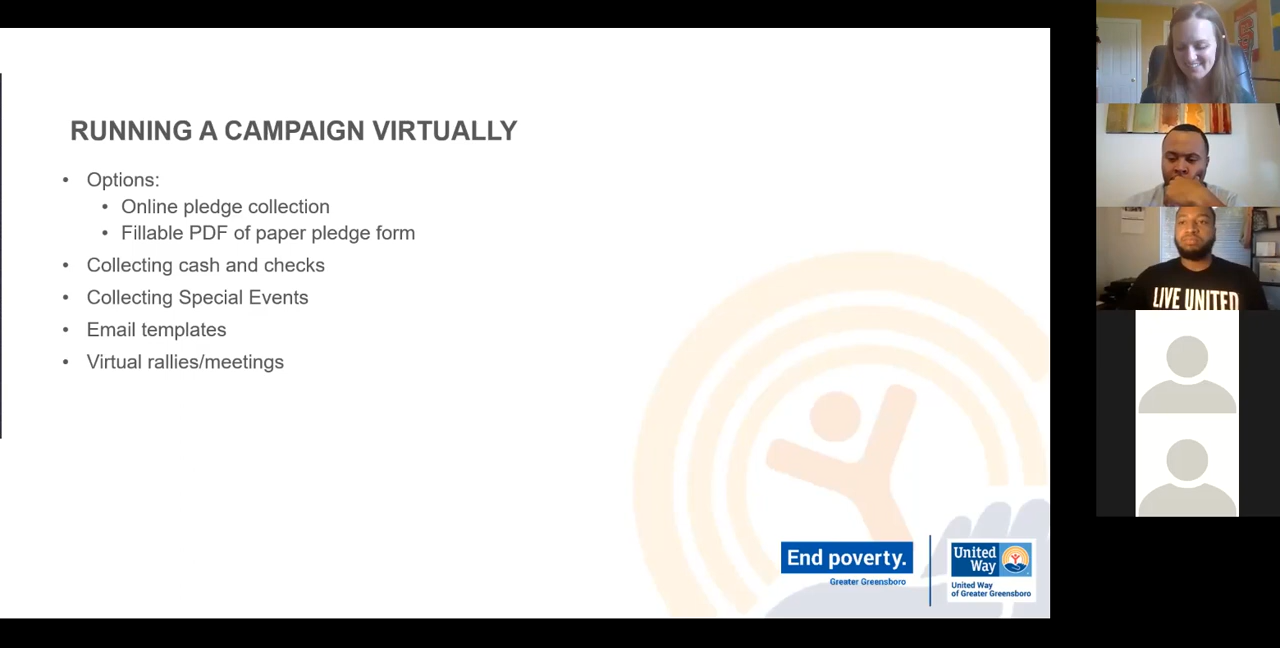 RUNNING A CAMPAIGN VIRTUALLY
• Options:
• Online pledge collection
• Fillable PDF of paper pledge form
• Collecting cash and checks
• Collecting Special Events
• Email templates
• Virtual rallies/meetings
End poverty.
Greater Greensboro
United
Way
United Way
of Greater Greensboro
LIVE UNITED